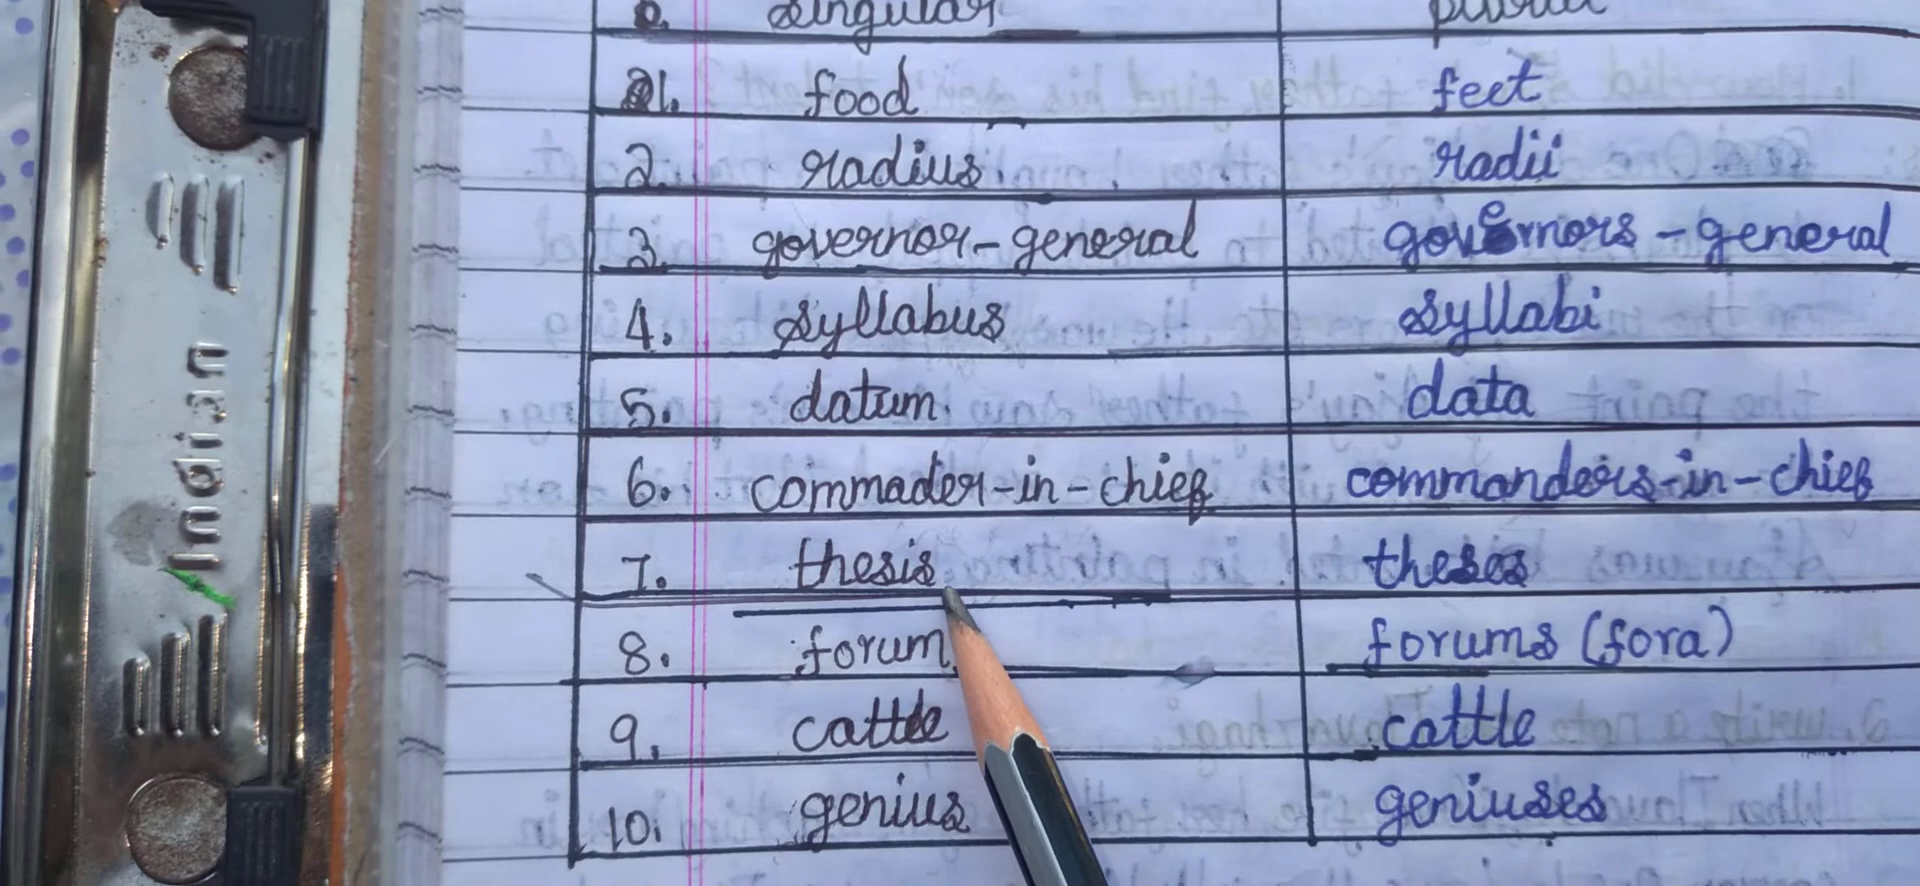 singular plural
1. food feet
2. radius radii
3. governor-general governors-general
4. syllabus syllabi
5. datum data
6. commader-in-chief commanders-in-chief
7. thesis theses
8. forum forums (fora)
9. cattle cattle
10. genius geniuses
Indian